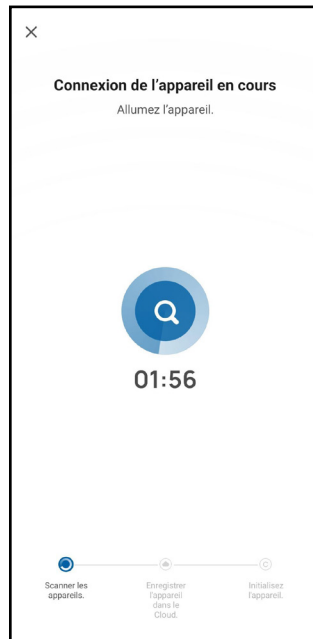 Connexion de l’appareil en cours
Allumez l’appareil.
01:56
Scanner les
appareils.
Enregistrer
l'appareil
dans le
Cloud.
Initialisez
l'appareil.